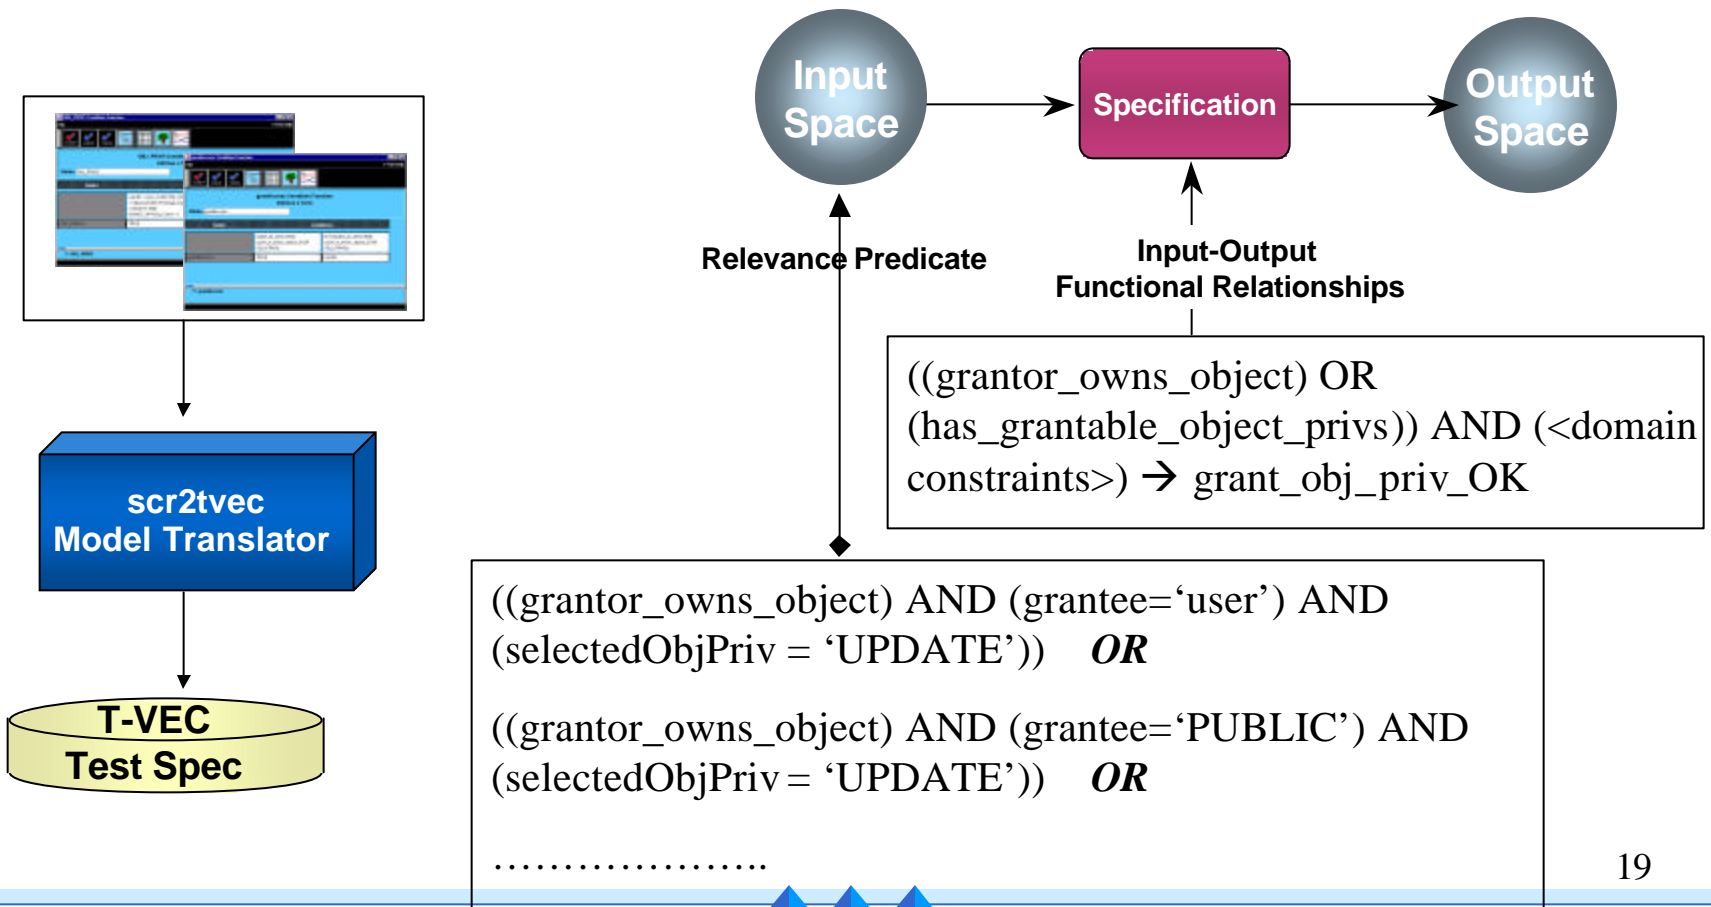 Input
Space
Specification
Output
Space
Relevance Predicate
Input-Output
Functional Relationships
((grantor_owns_object) OR
(has_grantable_object_privs)) AND (<domain
constraints>) → grant_obj_priv_OK
scr2tvec
Model Translator
T-VEC
Test Spec
((grantor_owns_object) AND (grantee=‘user’) AND
(selectedObjPriv = ‘UPDATE’)) OR
((grantor_owns_object) AND (grantee=‘PUBLIC’) AND
(selectedObjPriv = ‘UPDATE’)) OR
………………….
19